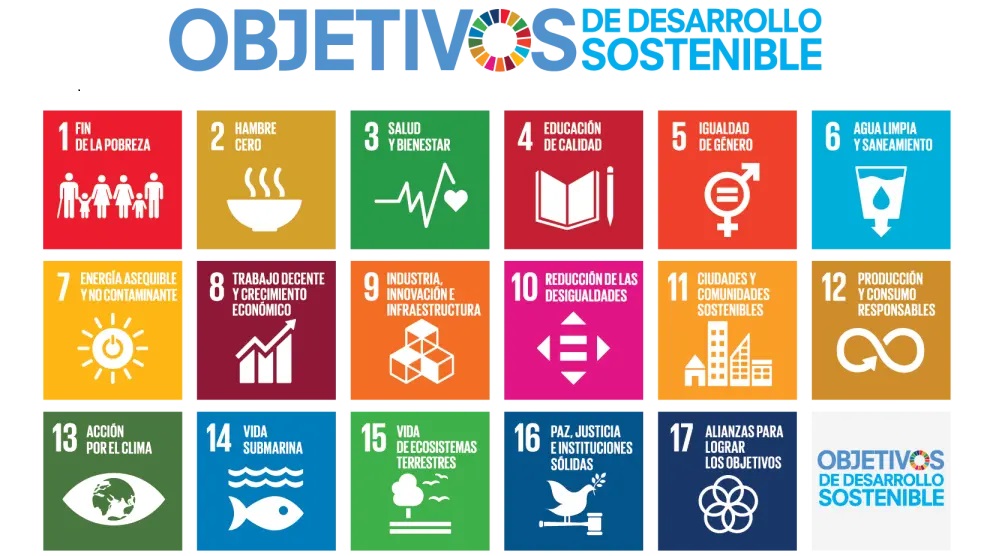 OBJETIVOS
DE DESARROLLO
SOSTENIBLE
.
1 FIN
DE LA POBREZA
2 HAMBRE
CERO
3 SALUD
Y BIENESTAR
4 EDUCACIÓN
DE CALIDAD
5 IGUALDAD
DE GÉNERO
6 AGUA LIMPIA
Y SANEAMIENTO
7 ENERGÍA ASEQUIBLE
Y NO CONTAMINANTE
8 TRABAJO DECENTE
Y CRECIMIENTO
ECONÓMICO
9 INDUSTRIA,
INNOVACIÓN E
INFRAESTRUCTURA
10 REDUCCIÓN DE LAS
DESIGUALDADES
11 CIUDADES Y
COMUNIDADES
SOSTENIBLES
12 PRODUCCIÓN
Y CONSUMO
RESPONSABLES
13 ACCIÓN
POR EL CLIMA
14 VIDA
SUBMARINA
15 VIDA
DE ECOSISTEMAS
TERRESTRES
16 PAZ, JUSTICIA
E INSTITUCIONES
SÓLIDAS
17 ALIANZAS PARA
LOGRAR
LOS OBJETIVOS
OBJETIVOS
DE DESARROLLO
SOSTENIBLE